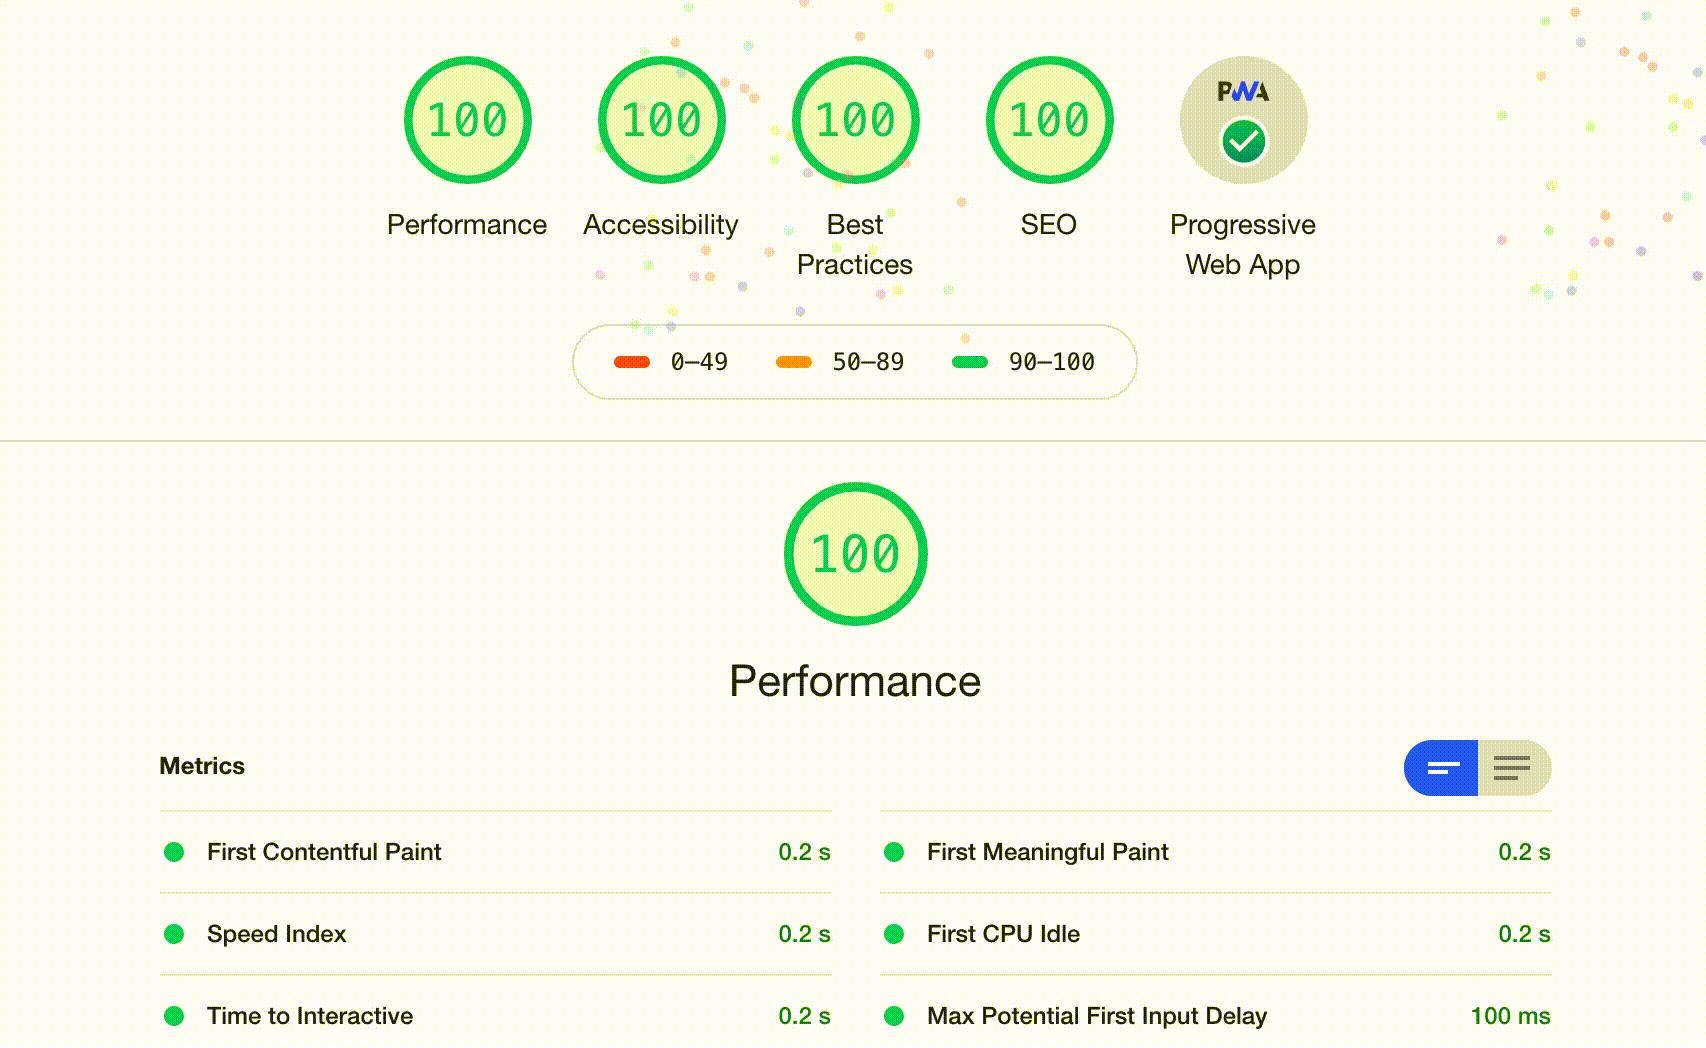 100 100 100 100 PWA
Performance Accessibility Best Practices SEO Progressive Web App
0–49 50–89 90–100
100
Performance
Metrics
First Contentful Paint 0.2 s
First Meaningful Paint 0.2 s
Speed Index 0.2 s
First CPU Idle 0.2 s
Time to Interactive 0.2 s
Max Potential First Input Delay 100 ms